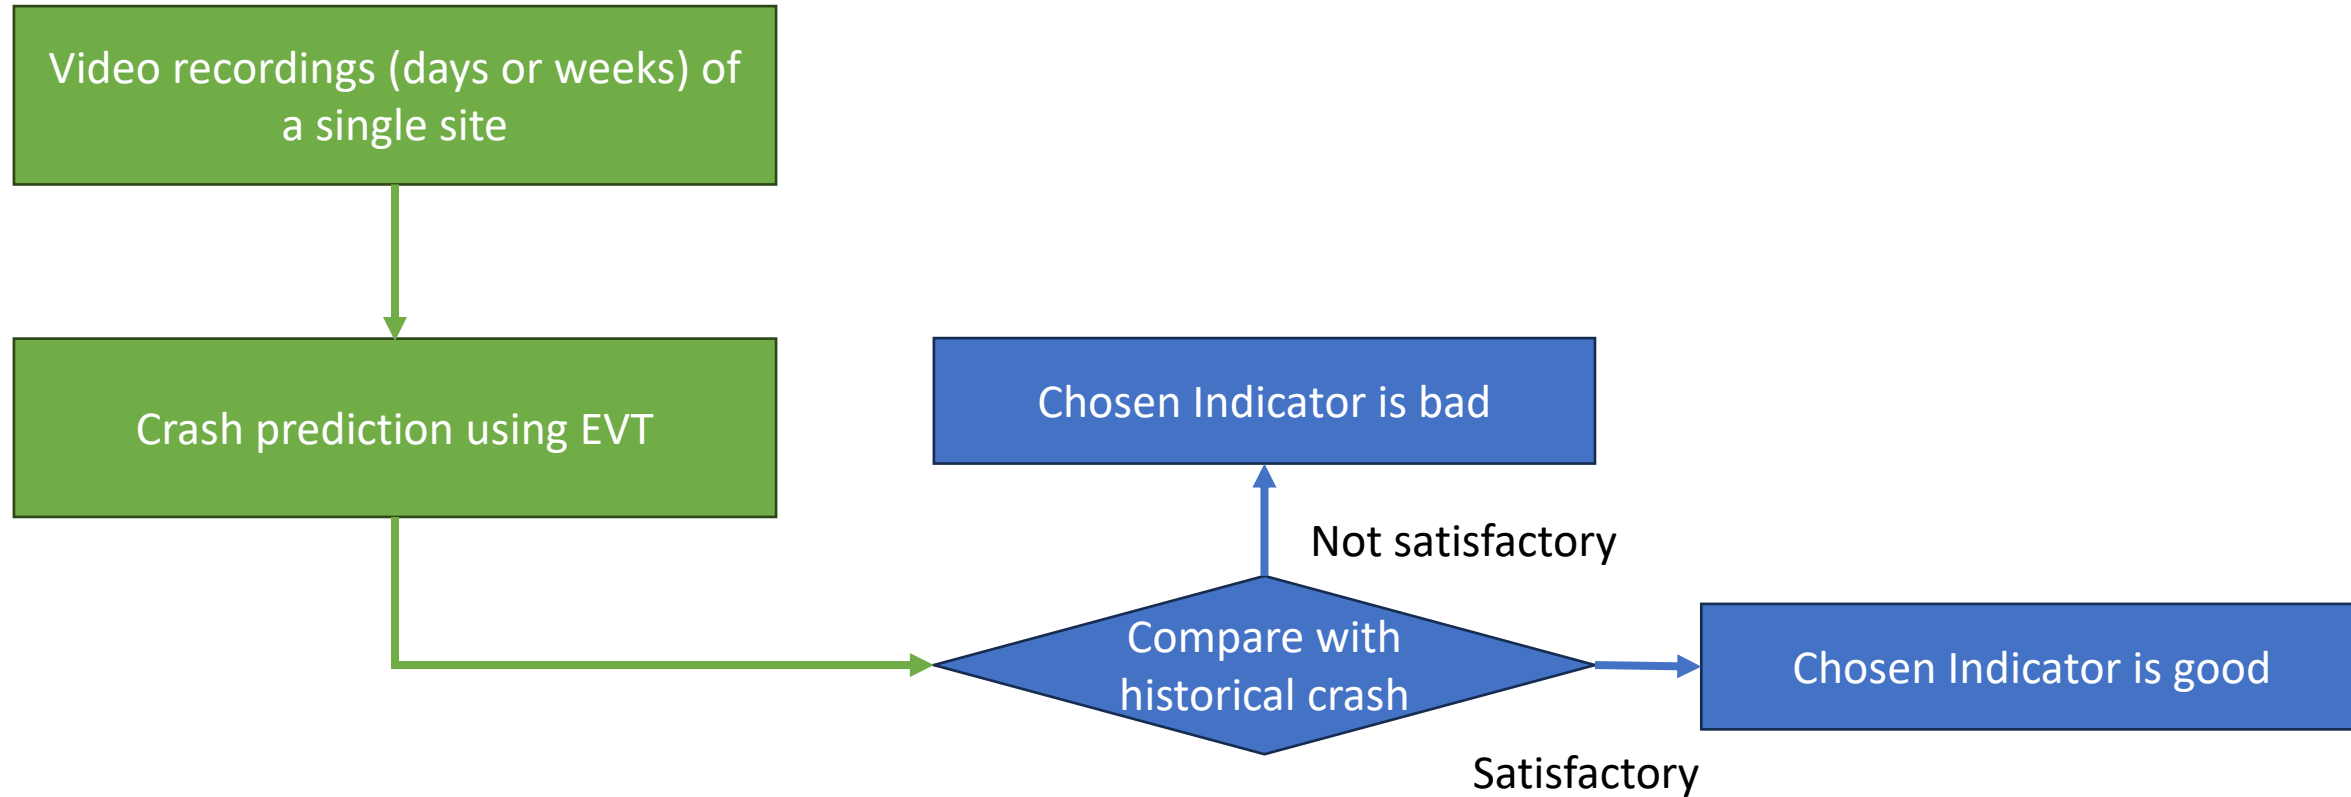 Video recordings (days or weeks) of
a single site
Crash prediction using EVT
Chosen Indicator is bad
Not satisfactory
Compare with
historical crash
Chosen Indicator is good
Satisfactory